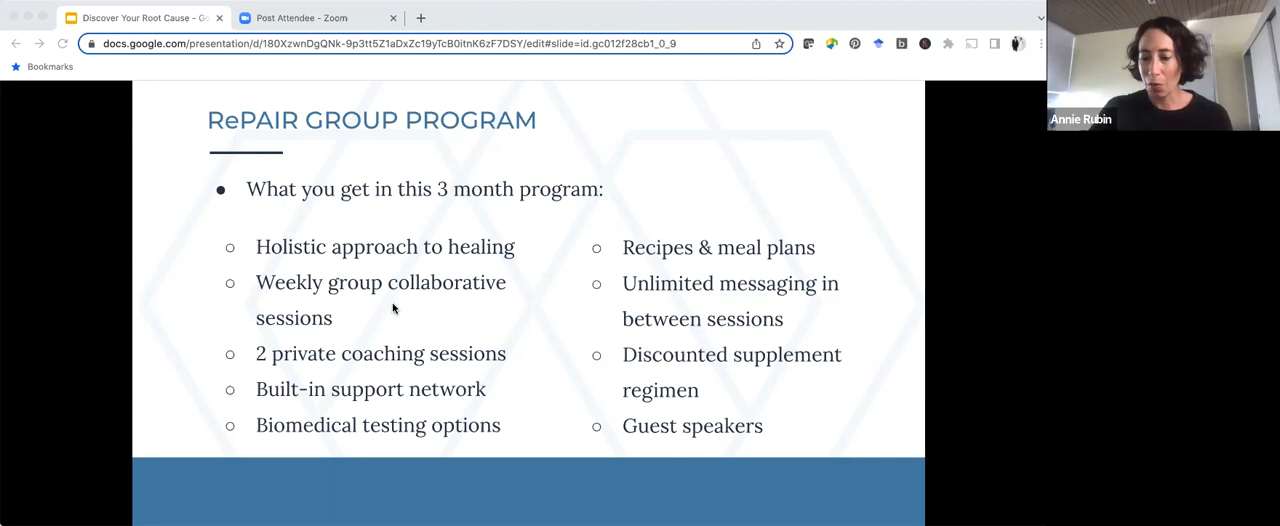 Discover Your Root Cause - Go
Post Attendee - Zoom
docs.google.com/presentation/d/180XzwnDgQNk-9p3tt5Z1aDxZc19yTcB0itnK6zF7DSY/edit#slide=id.gc012f28cb1_0_9
Bookmarks
Annie Rubin
RePAIR GROUP PROGRAM
What you get in this 3 month program:
Holistic approach to healing
Weekly group collaborative
sessions
2 private coaching sessions
Built-in support network
Biomedical testing options
Recipes & meal plans
Unlimited messaging in
between sessions
Discounted supplement
regimen
Guest speakers